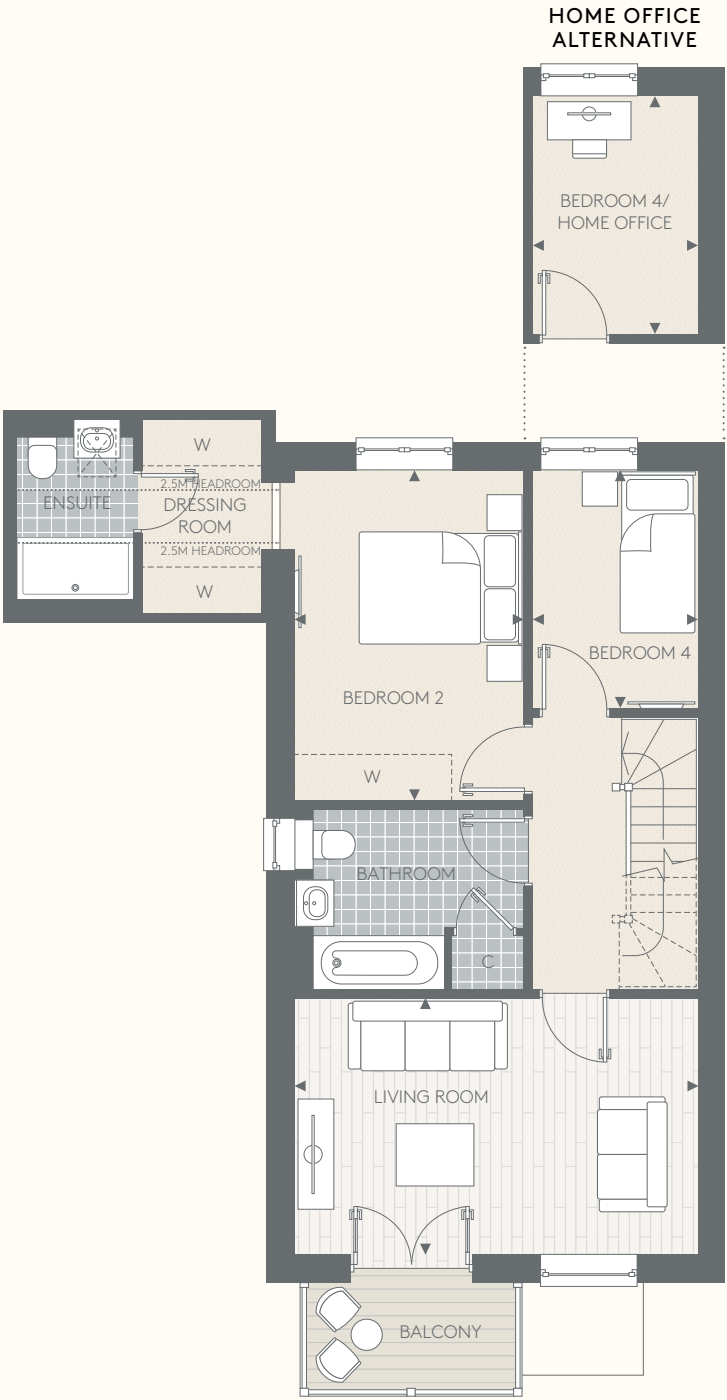 HOME OFFICE
ALTERNATIVE
BEDROOM 4/
HOME OFFICE
W
2.5M HEADROOM
ENSUITE
DRESSING
ROOM
2.5M HEADROOM
W
BEDROOM 4
BEDROOM 2
W
BATHROOM
C
LIVING ROOM
BALCONY